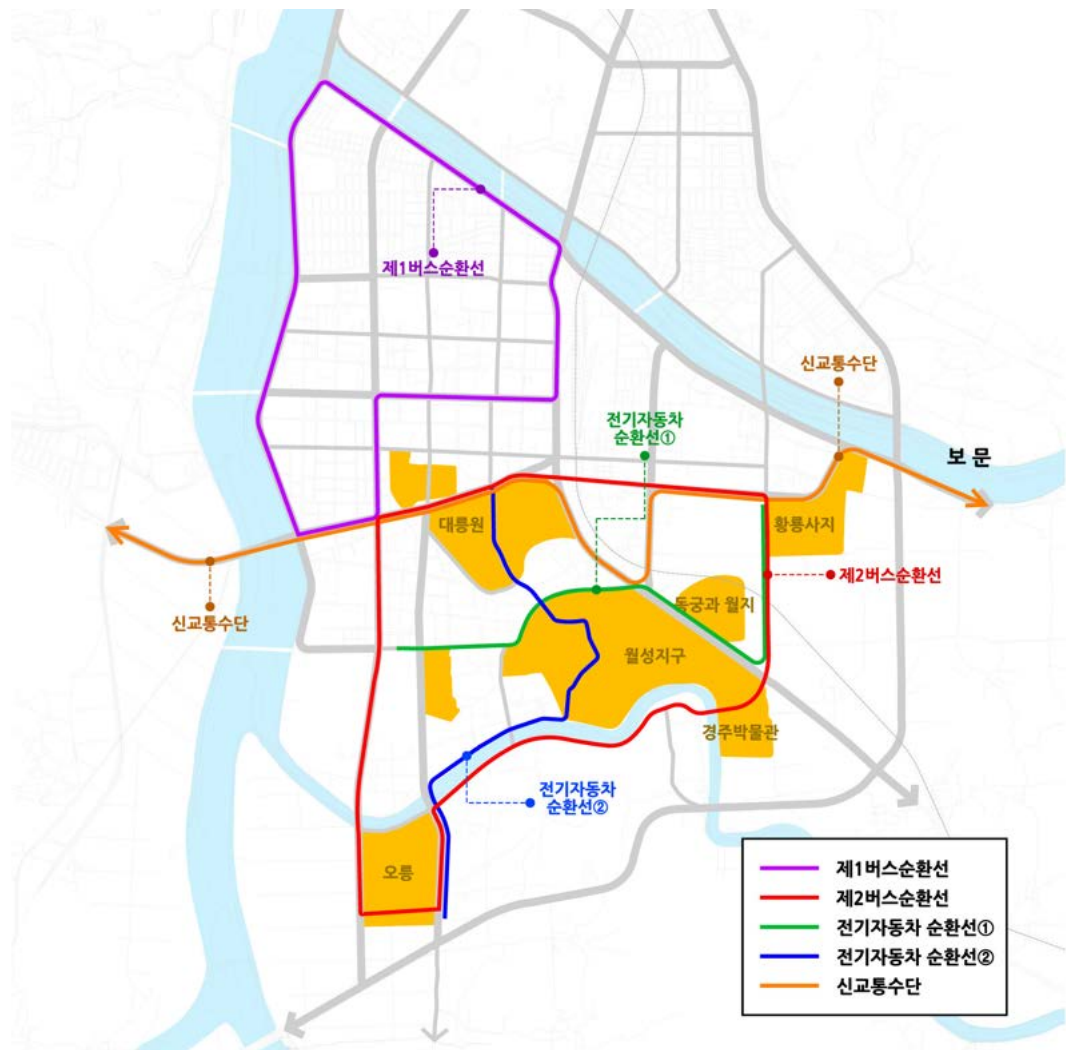 제1버스순환선
신교통수단
전기자동차
순환선①
보 문
대릉원
황룡사지
제2버스순환선
동궁과 월지
신교통수단
월성지구
경주박물관
전기자동차
순환선②
오릉
제1버스순환선
제2버스순환선
전기자동차 순환선①
전기자동차 순환선②
신교통수단